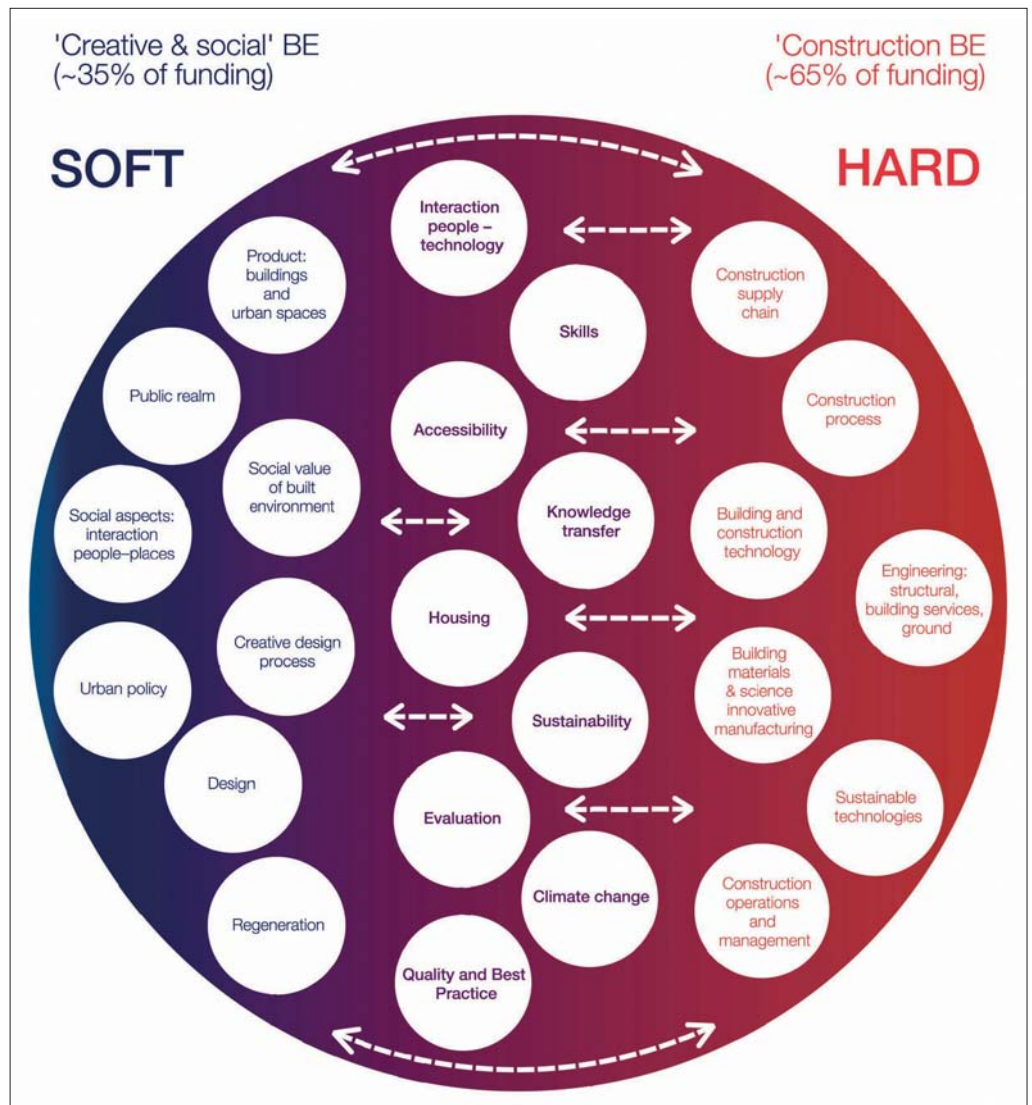 'Creative & social' BE
(~35% of funding)
'Construction BE
(~65% of funding)
SOFT
HARD
Interaction
people –
technology
Product:
buildings
and
urban spaces
Construction
supply
chain
Skills
Public realm
Construction
process
Accessibility
Social value
of built
environment
Knowledge
transfer
Building and
construction
technology
Social aspects:
interaction
people–places
Engineering:
structural,
building services,
ground
Housing
Creative design
process
Urban policy
Building
materials
& science
innovative
manufacturing
Sustainability
Design
Evaluation
Sustainable
technologies
Climate change
Construction
operations
and
management
Regeneration
Quality and Best
Practice